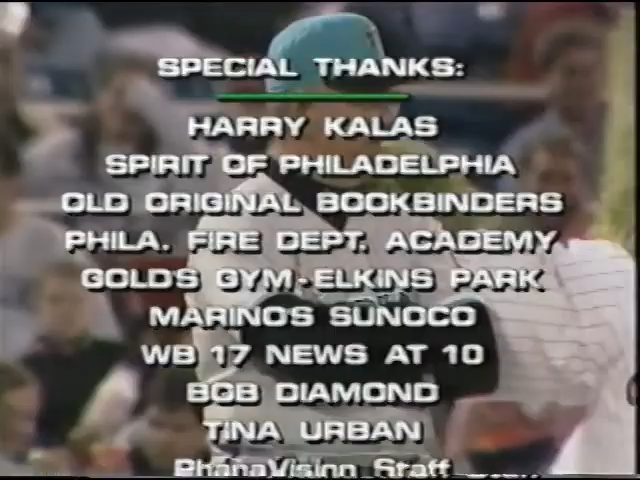 SPECIAL THANKS:
HARRY KALAS
SPIRIT OF PHILADELPHIA
OLD ORIGINAL BOOKBINDERS
PHILA. FIRE DEPT. ACADEMY
GOLD'S GYM-ELKINS PARK
MARINO'S SUNOCO
WB 17 NEWS AT 10
BOB DIAMOND
TINA URBAN
Staff